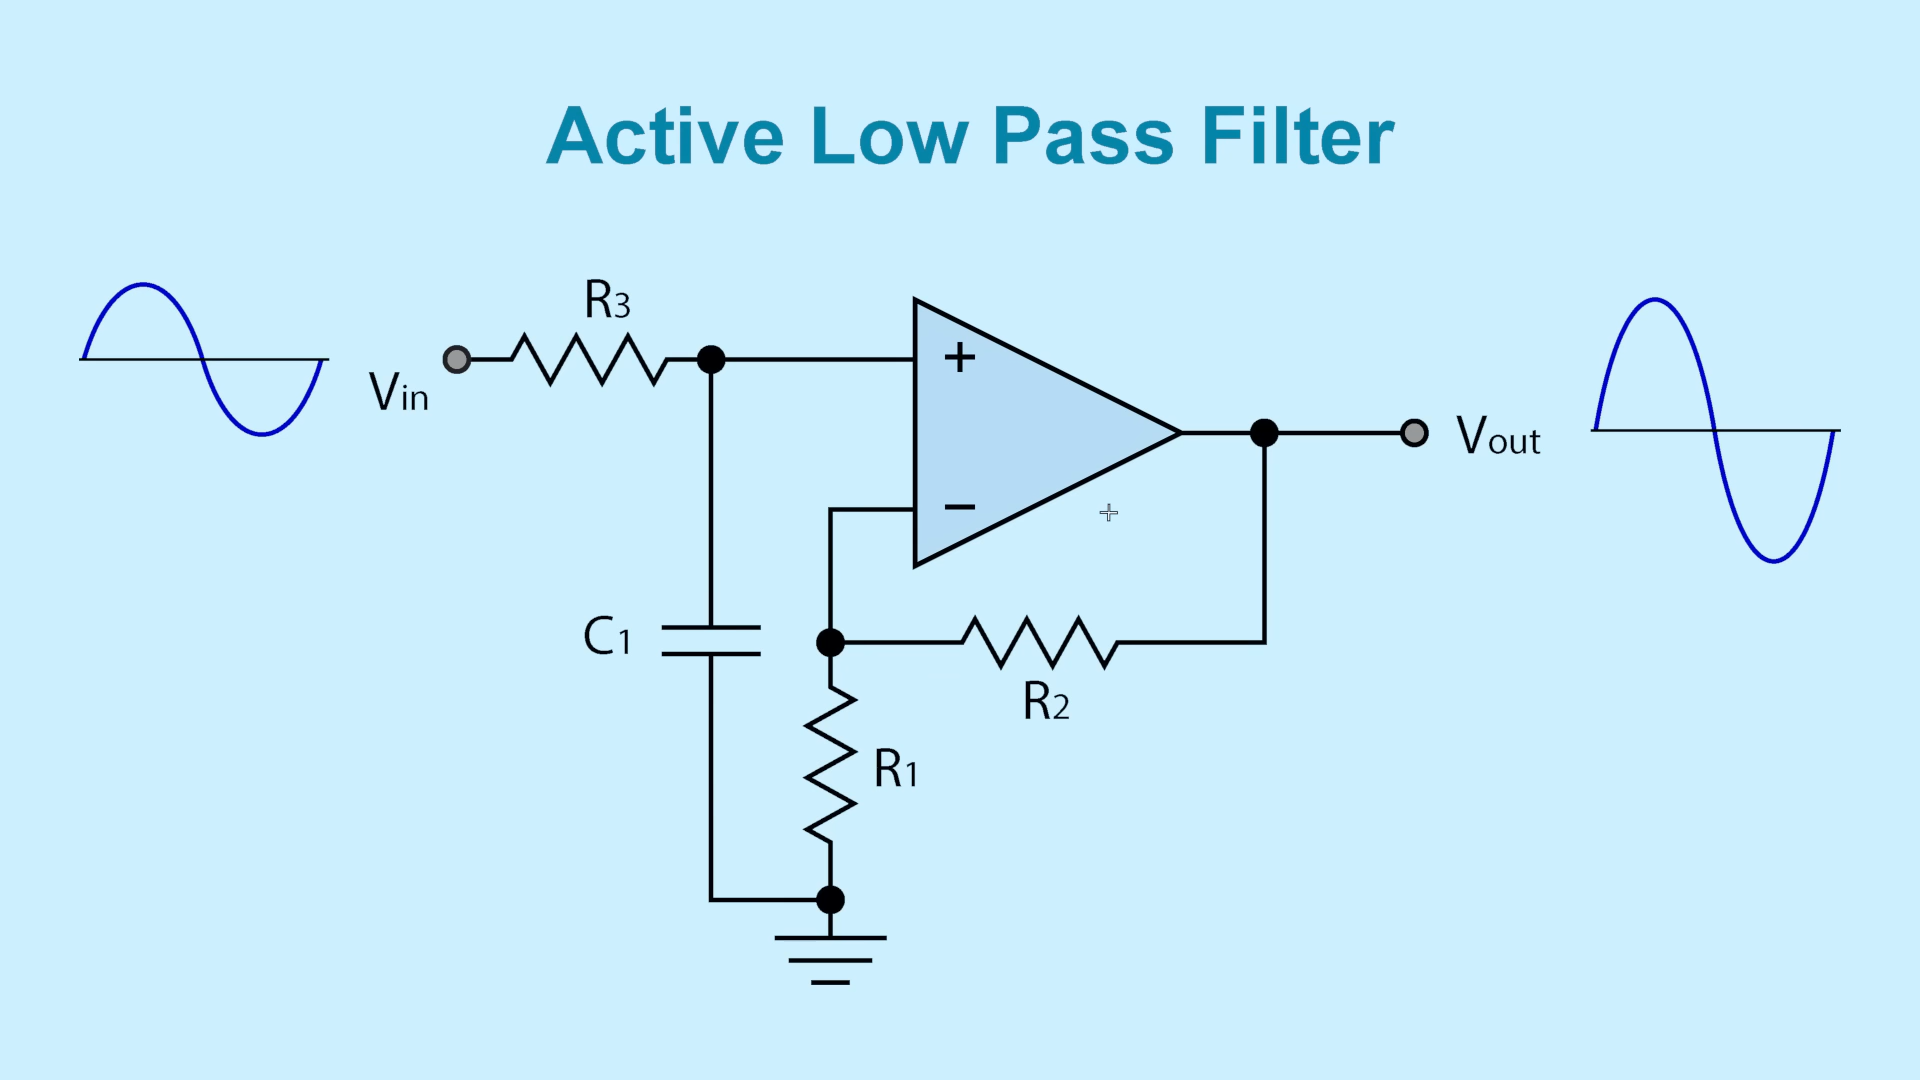 Active Low Pass Filter
R3
Vin
+
Vout
−
C1
R2
R1